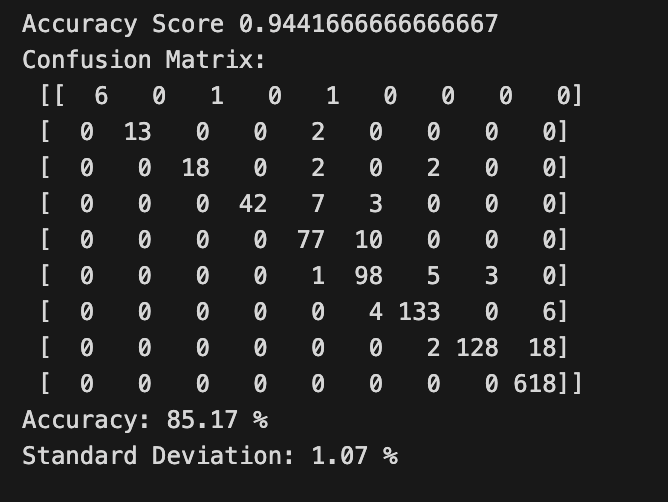 Accuracy Score 0.9441666666666667
Confusion Matrix:
[[  6   0   1   0   1   0   0   0   0]
[  0  13   0   0   2   0   0   0   0]
[  0   0  18   0   2   0   2   0   0]
[  0   0   0  42   7   3   0   0   0]
[  0   0   0   0  77  10   0   0   0]
[  0   0   0   0   1  98   5   3   0]
[  0   0   0   0   0   4 133   0   6]
[  0   0   0   0   0   0   2 128  18]
[  0   0   0   0   0   0   0   0 618]]
Accuracy: 85.17 %
Standard Deviation: 1.07 %